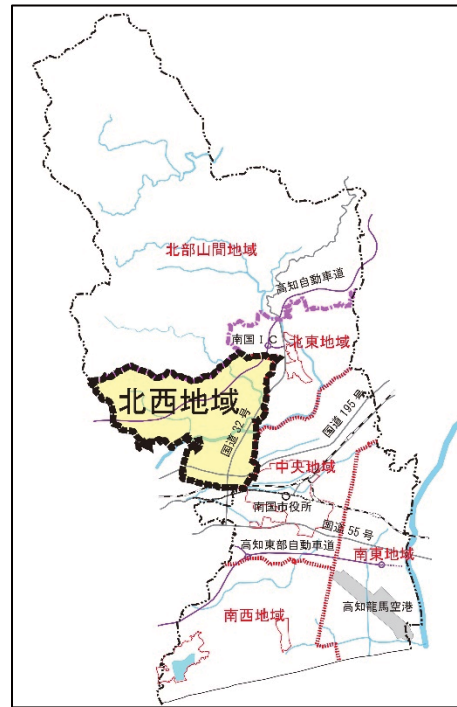 北部山間地域
高知自動車道
南国IC
北東地域
北西地域
国道32号
国道195号
中央地域
南国市役所
国道55号
高知東部自動車道
南東地域
高知龍馬空港
南西地域